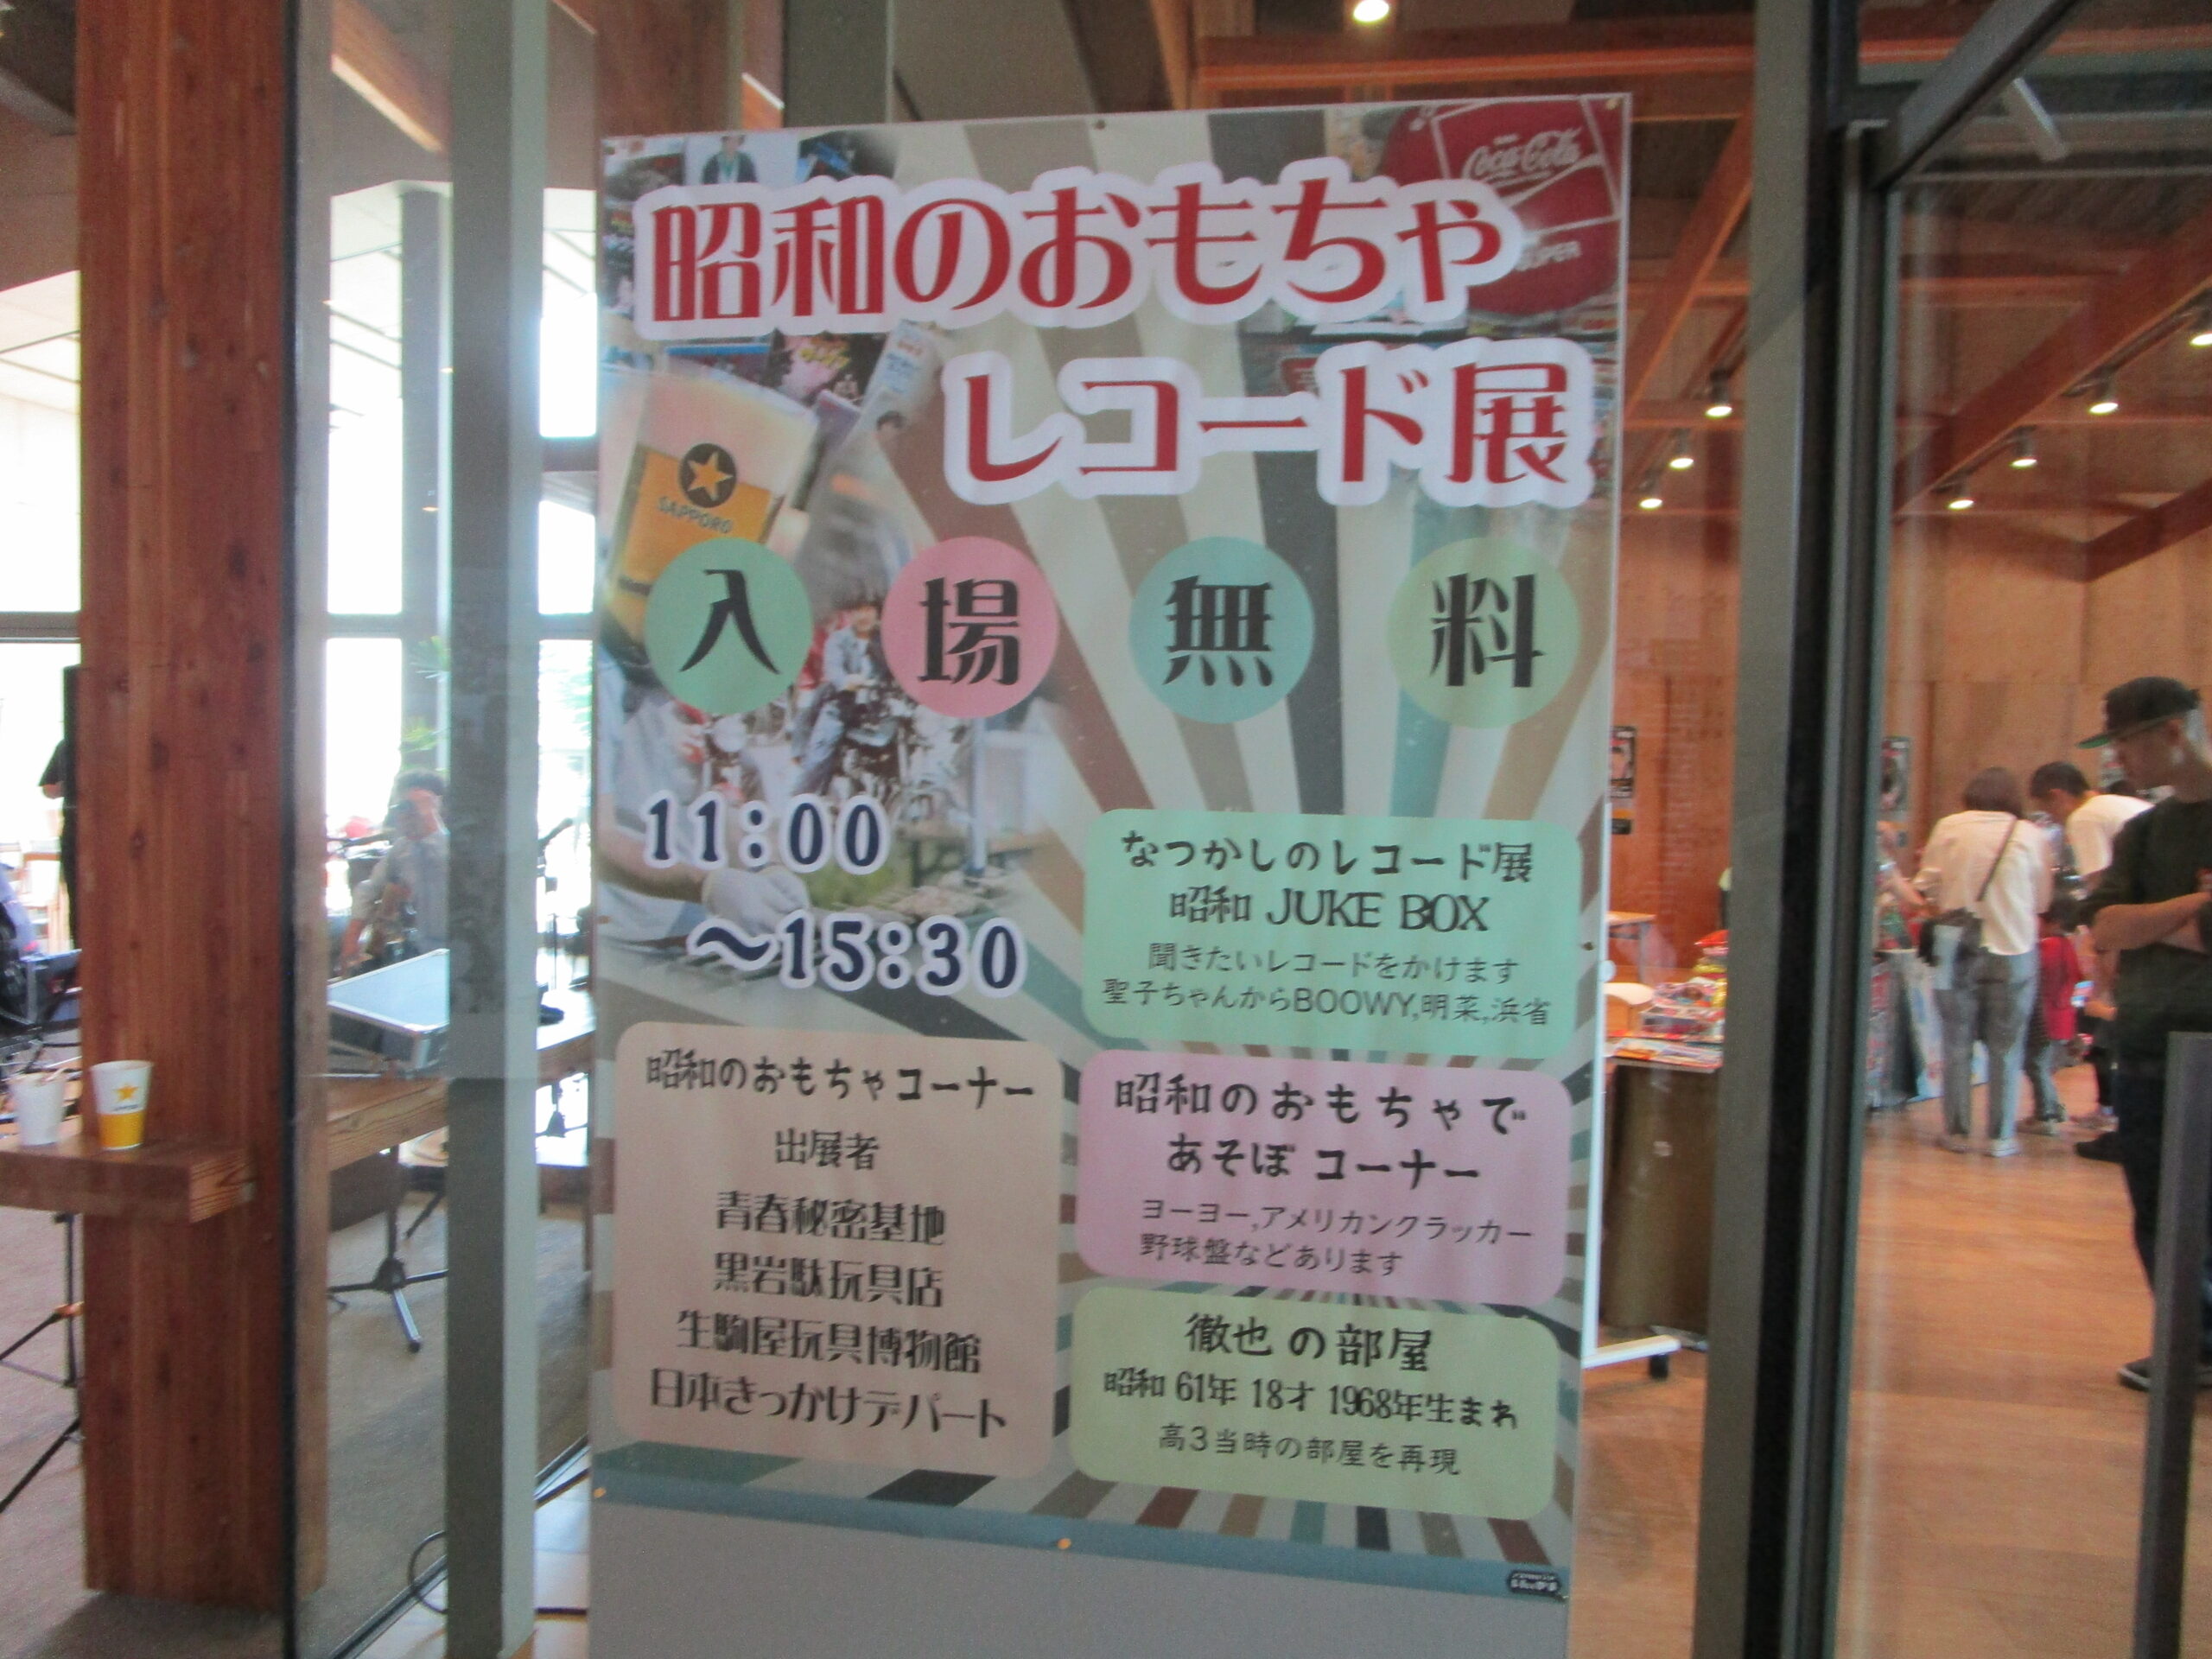 Coca-Cola
昭和のおもちゃ
レコード展
SAPPORO
入場無料
11:00
～15:30
なつかしのレコード展
昭和 JUKE BOX
聞きたいレコードをかけます
聖子ちゃんからBOOWY,明菜,浜省
昭和のおもちゃコーナー
出展者
青春秘密基地
黒岩駄玩具店
生駒屋玩具博物館
日本きっかけデパート
昭和のおもちゃで
あそぼ コーナー
ヨーヨー,アメリカンクラッカー
野球盤などあります
徹也の部屋
昭和 61年 18才 1968年生まれ
高3当時の部屋を再現